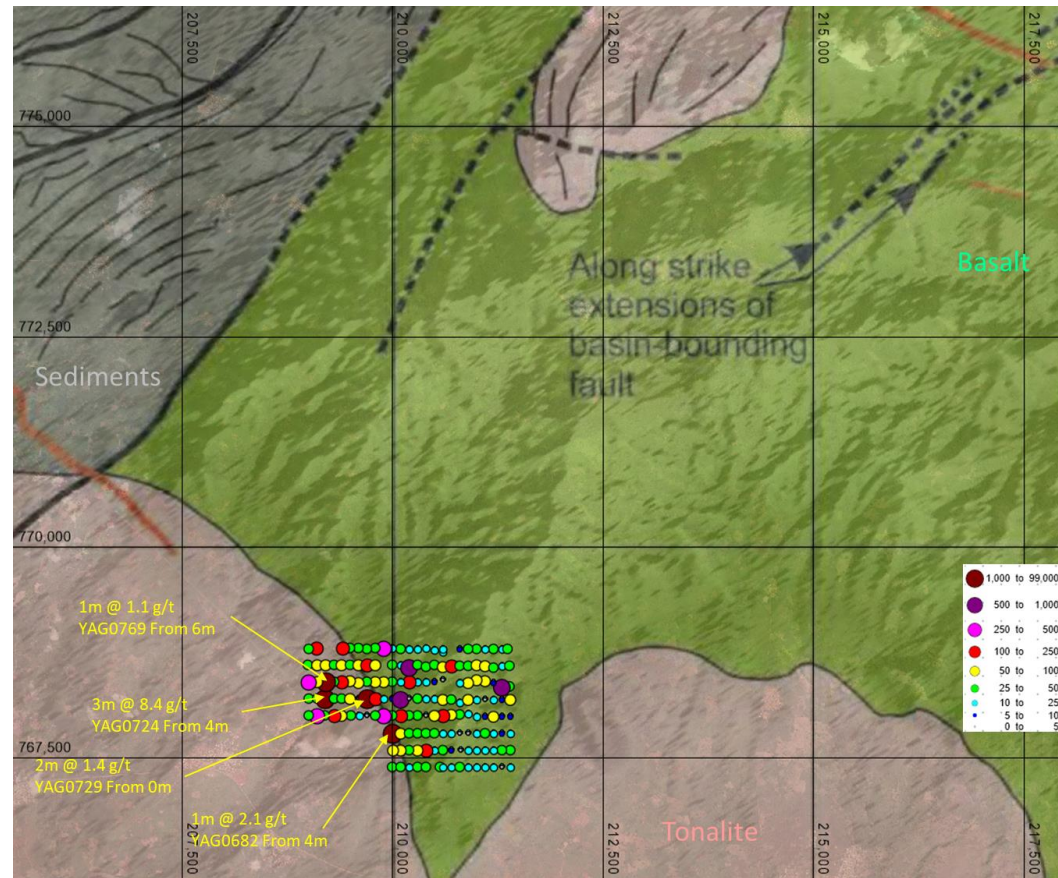 207,500
210,000
212,500
215,000
217,500
775,000
Along strike
extensions of
basin-bounding
fault
Basalt
772,500
Sediments
770,000
1,000 to 99,000
500 to 1,000
250 to 500
100 to 250
50 to 100
25 to 50
10 to 25
5 to 10
0 to 5
1m @ 1.1 g/t
YAG0769 From 6m
3m @ 8.4 g/t
YAG0724 From 4m
767,500
2m @ 1.4 g/t
YAG0729 From 0m
1m @ 2.1 g/t
YAG0682 From 4m
Tonalite
207,500
210,000
212,500
215,000
217,500